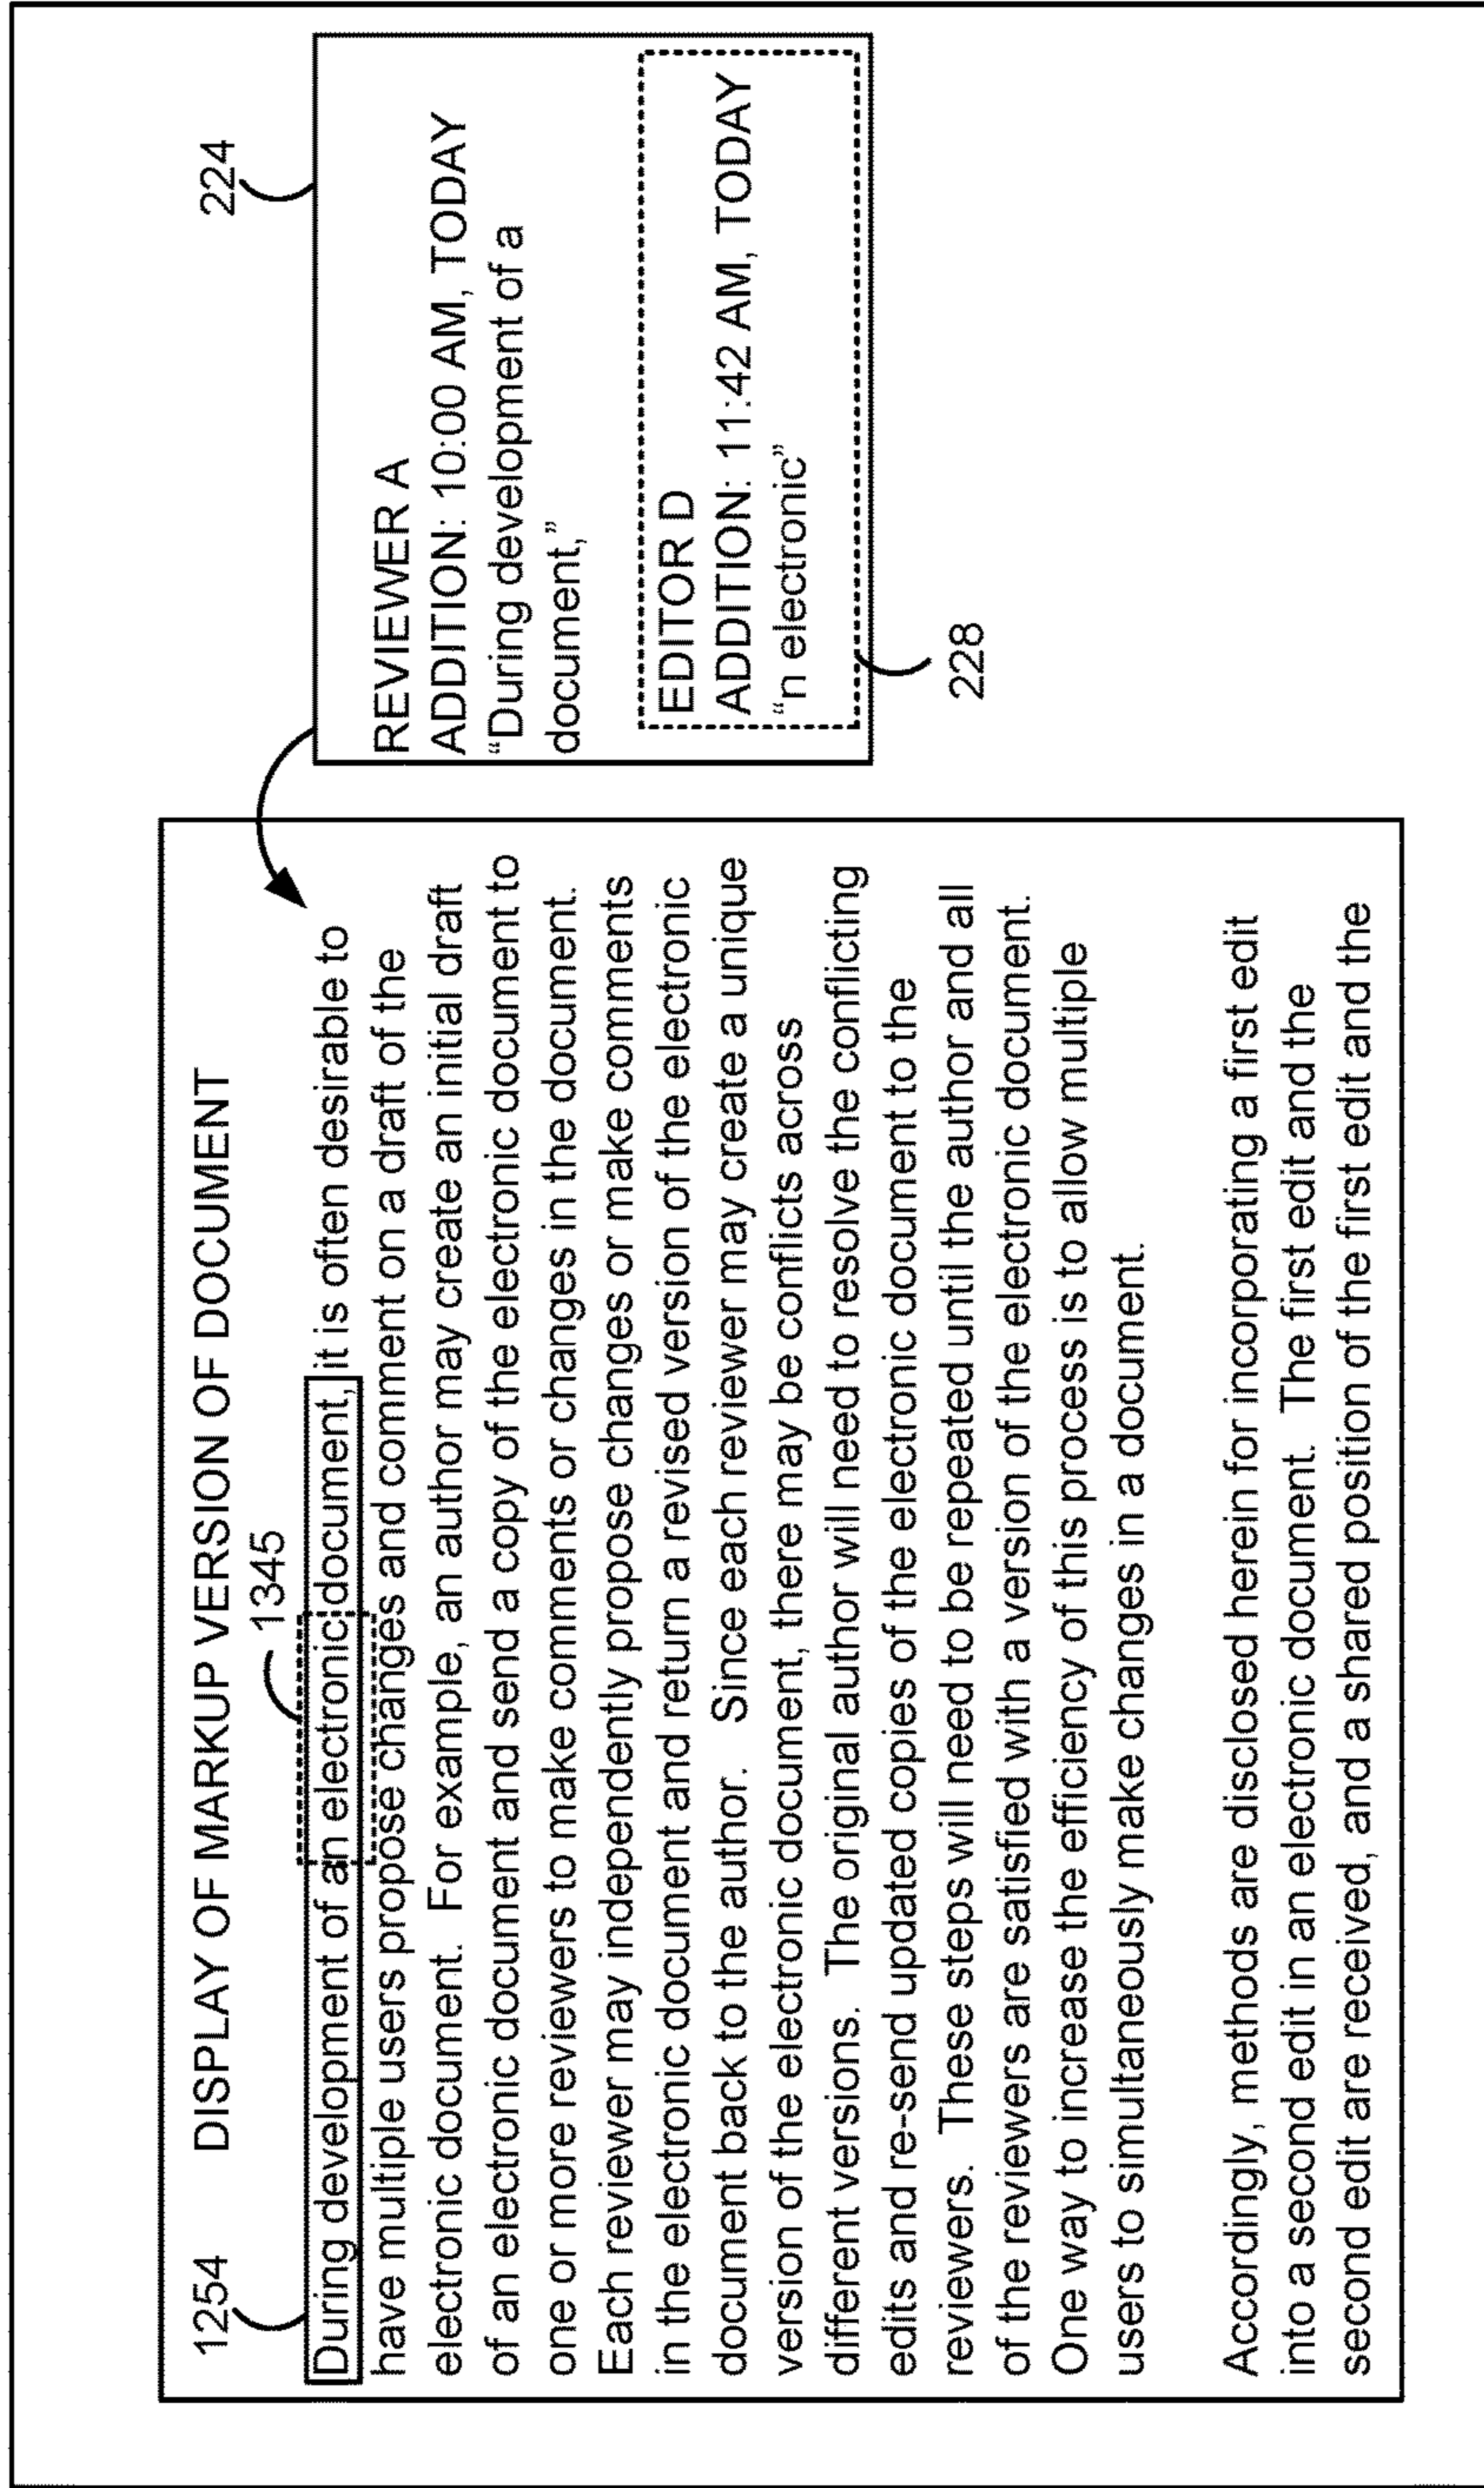 DISPLAY OF MARKUP VERSION OF DOCUMENT
1254
1345
During development of an electronic document, it is often desirable to
have multiple users propose changes and comment on a draft of the
electronic document. For example, an author may create an initial draft
of an electronic document and send a copy of the electronic document to
one or more reviewers to make comments or changes in the document.
Each reviewer may independently propose changes or make comments
in the electronic document and return a revised version of the electronic
document back to the author. Since each reviewer may create a unique
version of the electronic document, there may be conflicts across
different versions. The original author will need to resolve the conflicting
edits and re-send updated copies of the electronic document to the
reviewers. These steps will need to be repeated until the author and all
of the reviewers are satisfied with a version of the electronic document.
One way to increase the efficiency of this process is to allow multiple
users to simultaneously make changes in a document.
Accordingly, methods are disclosed herein for incorporating a first edit
into a second edit in an electronic document. The first edit and the
second edit are received, and a shared position of the first edit and the
224
REVIEWER A
ADDITION: 10:00 AM, TODAY
“During development of a
document,”
EDITOR D
ADDITION: 11:42 AM, TODAY
“n electronic”
228